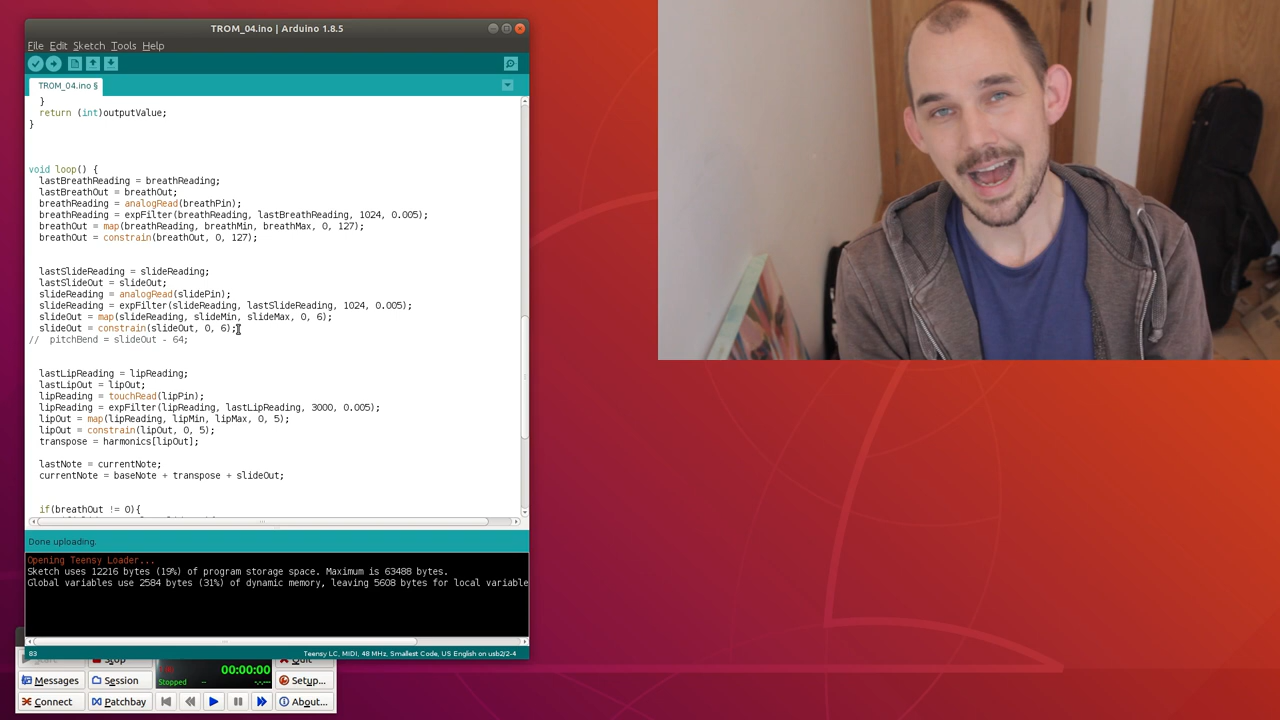 TROM_04.ino | Arduino 1.8.5
File Edit Sketch Tools Help
TROM_04.ino §
}
return (int)outputValue;
}
void loop() {
lastBreathReading = breathReading;
lastBreathOut = breathOut;
breathReading = analogRead(breathPin);
breathReading = expFilter(breathReading, lastBreathReading, 1024, 0.005);
breathOut = map(breathReading, breathMin, breathMax, 0, 127);
breathOut = constrain(breathOut, 0, 127);
lastSlideReading = slideReading;
lastSlideOut = slideOut;
slideReading = analogRead(slidePin);
slideReading = expFilter(slideReading, lastSlideReading, 1024, 0.005);
slideOut = map(slideReading, slideMin, slideMax, 0, 6);
slideOut = constrain(slideOut, 0, 6);
// pitchBend = slideOut - 64;
lastLipReading = lipReading;
lastLipOut = lipOut;
lipReading = touchRead(lipPin);
lipReading = expFilter(lipReading, lastLipReading, 3000, 0.005);
lipOut = map(lipReading, lipMin, lipMax, 0, 5);
lipOut = constrain(lipOut, 0, 5);
transpose = harmonics[lipOut];
lastNote = currentNote;
currentNote = baseNote + transpose + slideOut;
if(breathOut != 0){
Done uploading.
Opening Teensy Loader...
Sketch uses 12216 bytes (19%) of program storage space. Maximum is 63488 bytes.
Global variables use 2584 bytes (31%) of dynamic memory, leaving 5608 bytes for local variable
83 Teensy LC, MIDI, 48 MHz, Smallest Code, US English on usb2/2-4
Stop 00:00:00 Quit
Messages Session Stopped -- -.-.-- Setup...
Connect Patchbay About...